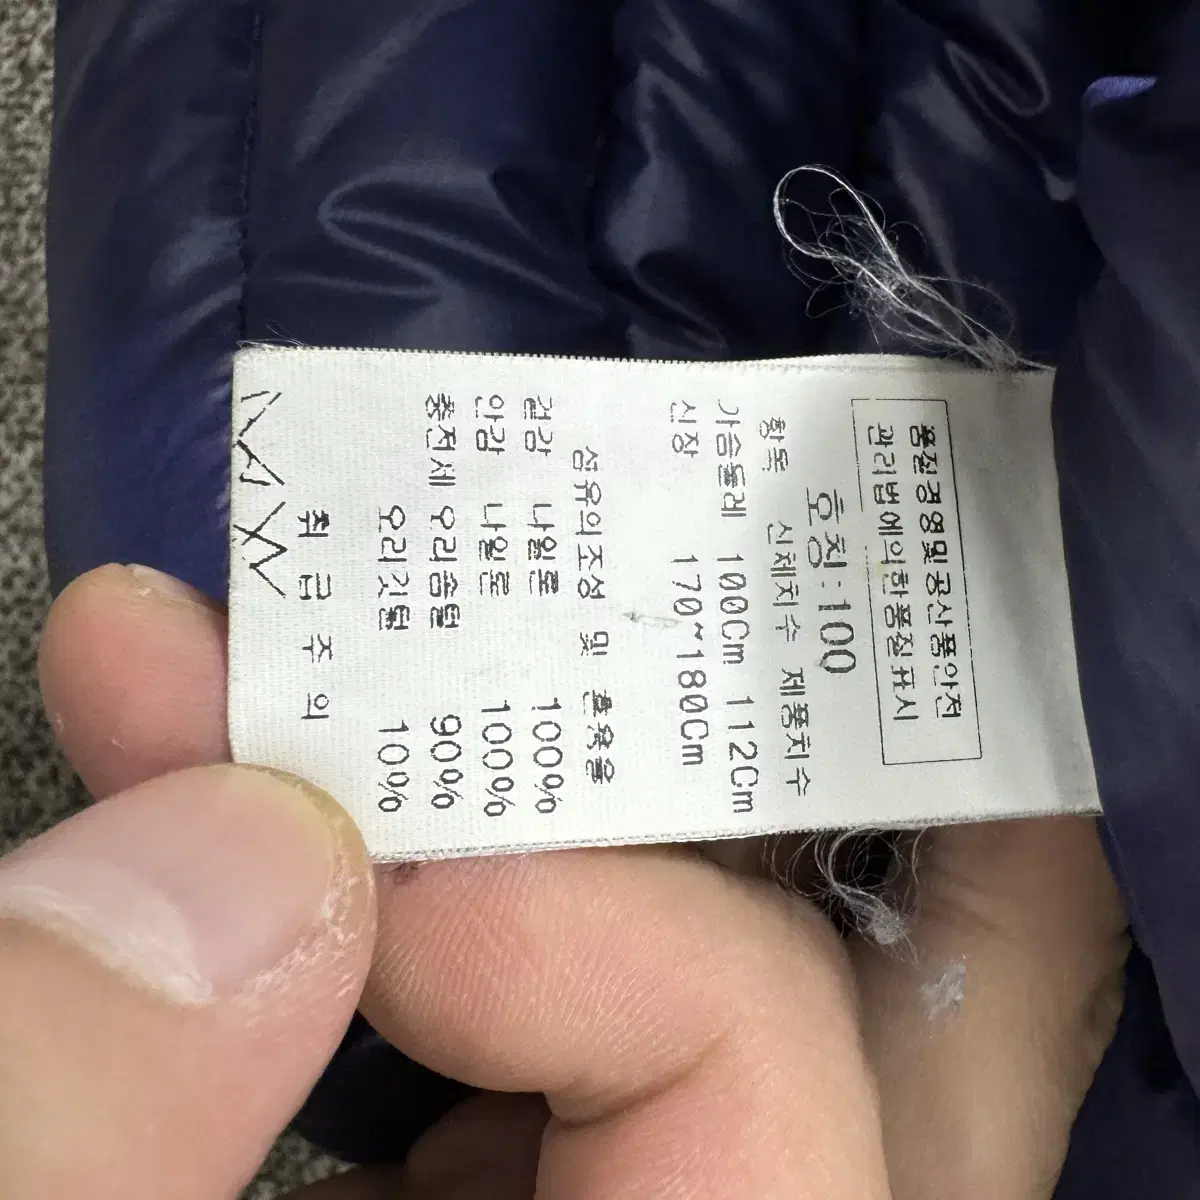 품질경영및공산품안전
관리법에의한품질표시
호칭:100
항목 신체치수 제품치수
가슴둘레 100Cm 112Cm
신장 170~180Cm
섬유의조성 및 혼용율
겉감 나일론 100%
안감 나일론 100%
충전재 오리솜털 90%
오리깃털 10%
취 급 주 의